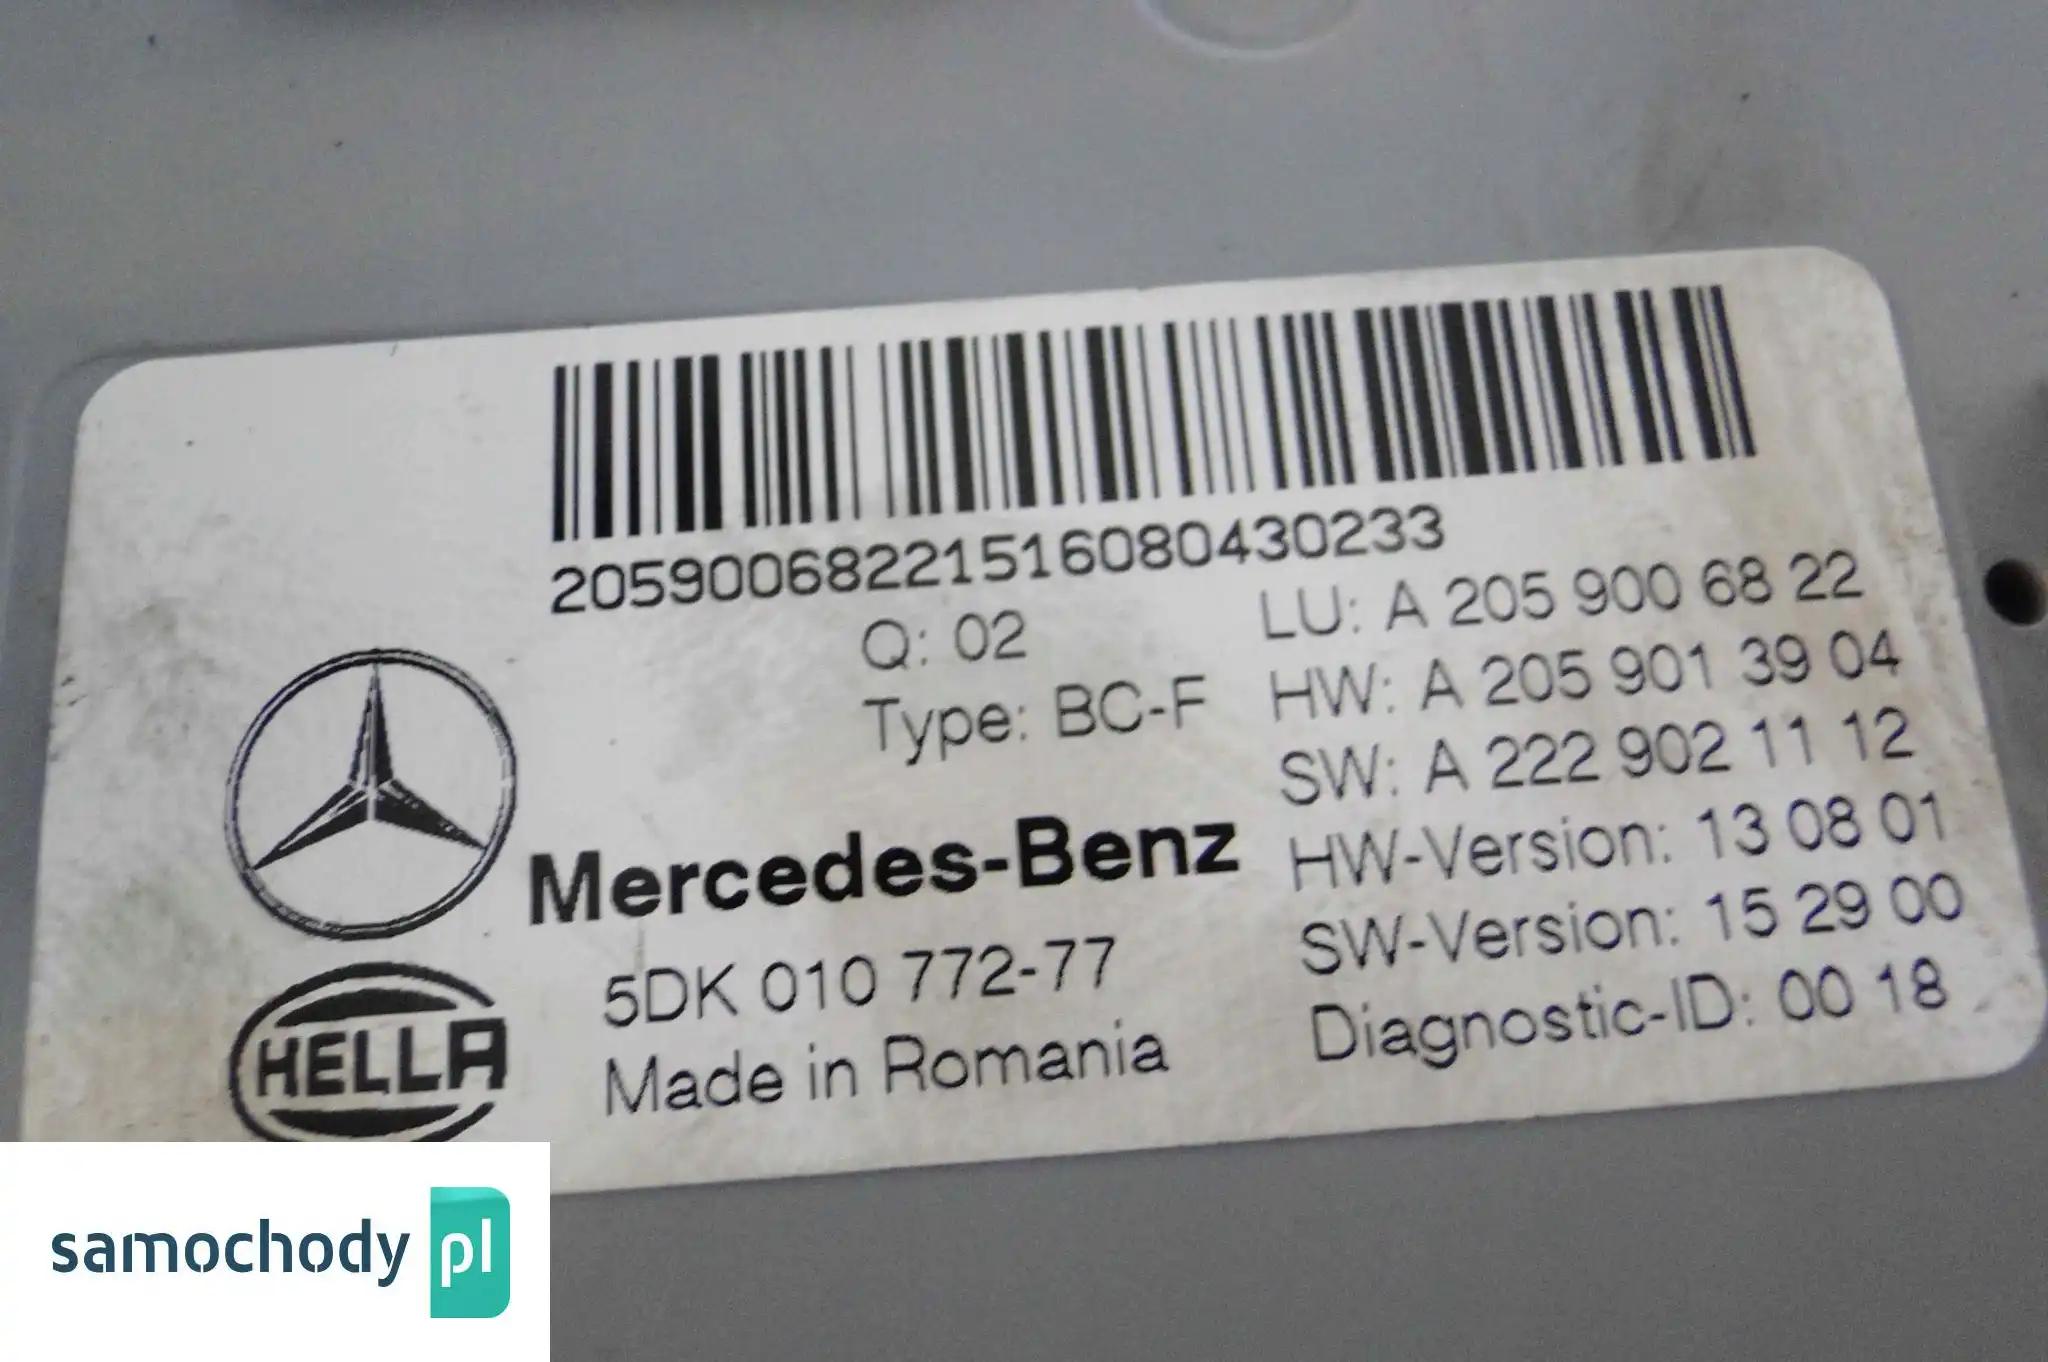 20590068221516080430233
Q: 02
LU: A 205 900 68 22
Type: BC-F
HW: A 205 901 39 04
SW: A 222 902 11 12
Mercedes-Benz
HW-Version: 13 08 01
5DK 010 772-77
SW-Version: 15 29 00
HELLA
Made in Romania
Diagnostic-ID: 00 18
samochody pl